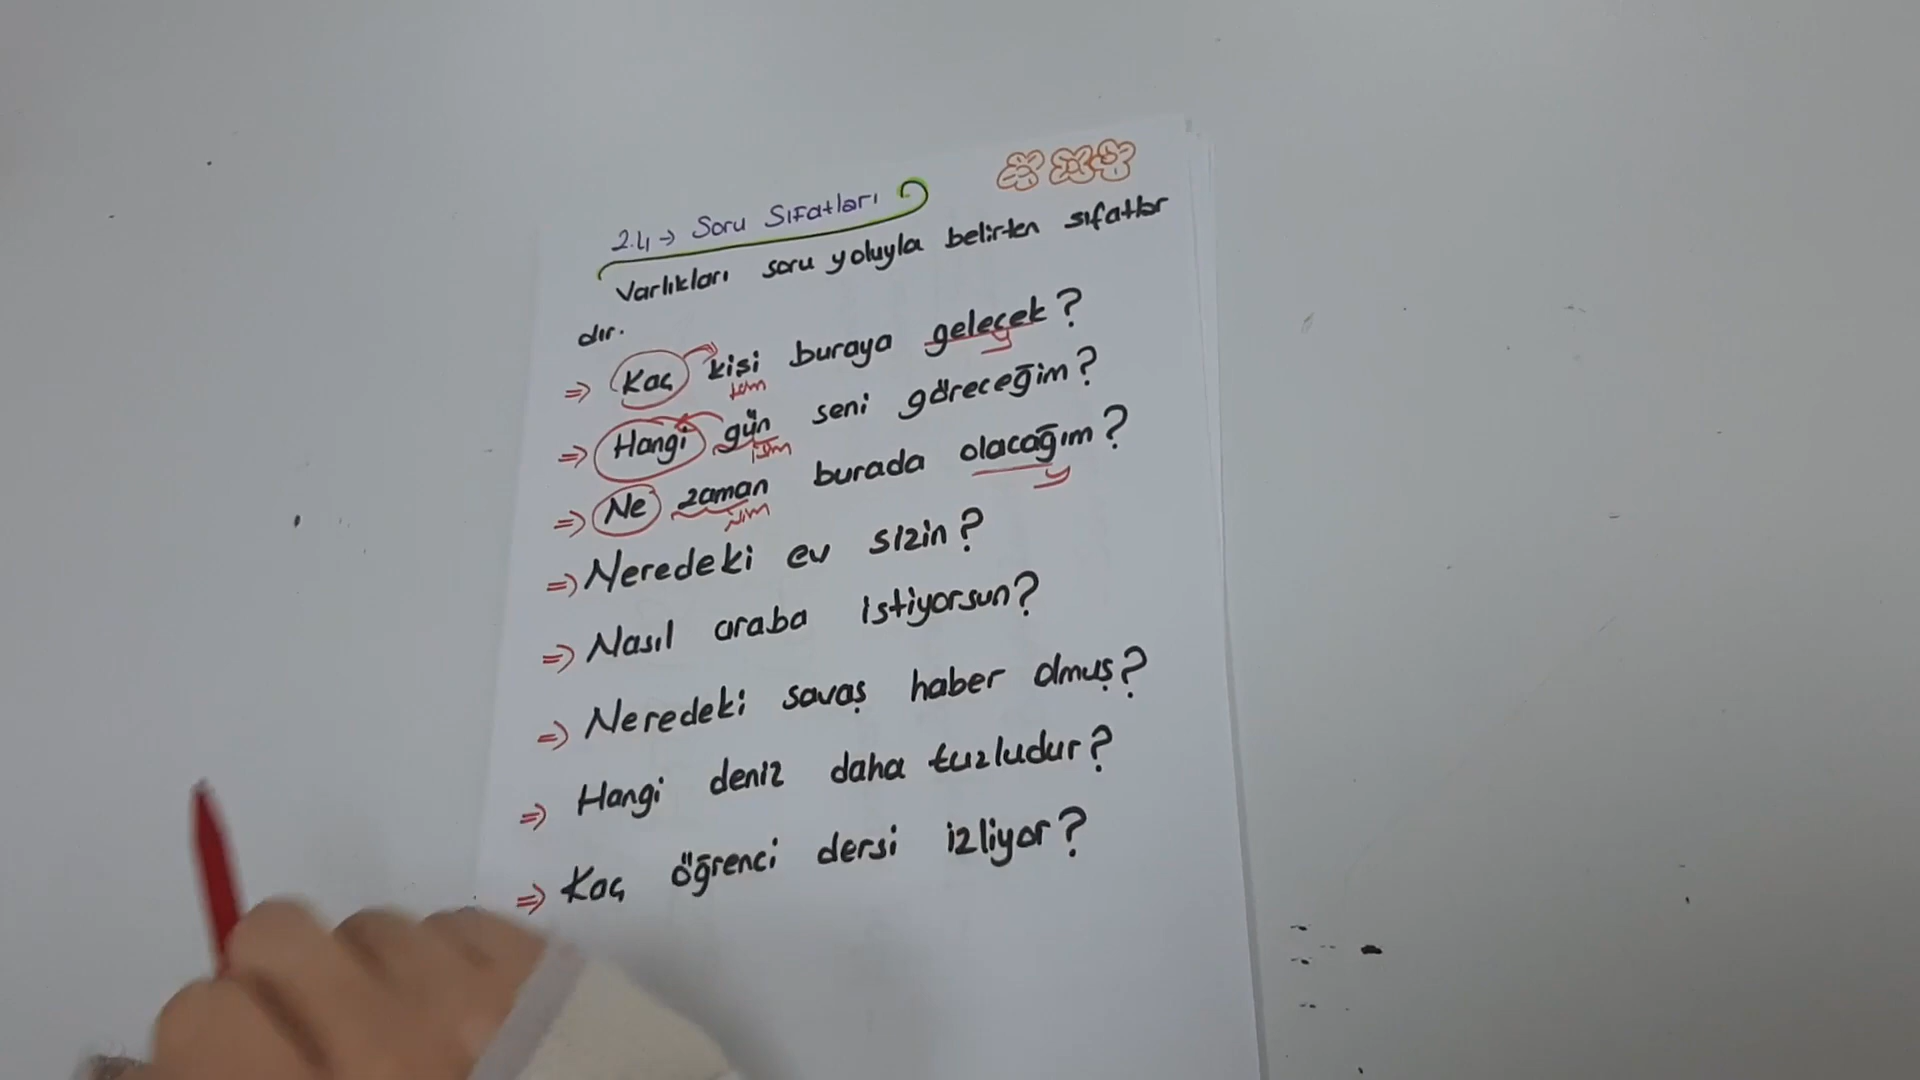 2.4 → Soru Sıfatları
Varlıkları soru yoluyla belirten sıfatlar
dır.
⇒ Kaç kişi buraya gelecek?
isim
⇒ Hangi gün seni göreceğim?
isim
⇒ Ne zaman burada olacağım?
isim
⇒ Neredeki ev sizin?
⇒ Nasıl araba istiyorsun?
⇒ Neredeki savaş haber olmuş?
⇒ Hangi deniz daha tuzludur?
⇒ Kaç öğrenci dersi izliyor?